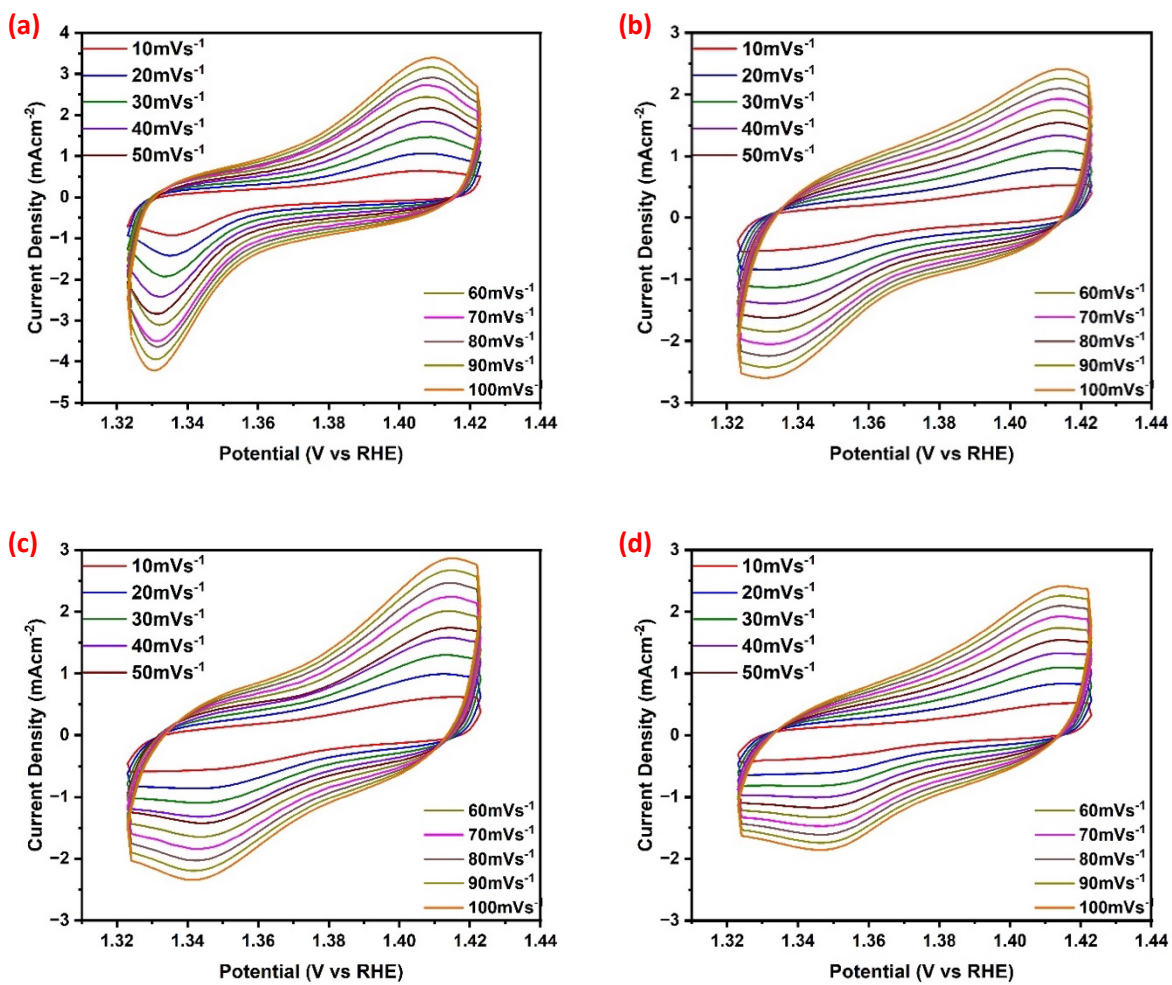 (a)
4
3
2
1
0
−1
−2
−3
−4
−5
Current Density (mAcm-2)
10mVs-1
20mVs-1
30mVs-1
40mVs-1
50mVs-1
60mVs-1
70mVs-1
80mVs-1
90mVs-1
100mVs-1
1.32 1.34 1.36 1.38 1.40 1.42 1.44
Potential (V vs RHE)
(b)
3
2
1
0
−1
−2
−3
Current Density (mAcm-2)
10mVs-1
20mVs-1
30mVs-1
40mVs-1
50mVs-1
60mVs-1
70mVs-1
80mVs-1
90mVs-1
100mVs-1
1.32 1.34 1.36 1.38 1.40 1.42 1.44
Potential (V vs RHE)
(c)
3
2
1
0
−1
−2
−3
Current Density (mAcm-2)
10mVs-1
20mVs-1
30mVs-1
40mVs-1
50mVs-1
60mVs-1
70mVs-1
80mVs-1
90mVs-1
100mVs-1
1.32 1.34 1.36 1.38 1.40 1.42 1.44
Potential (V vs RHE)
(d)
3
2
1
0
−1
−2
−3
Current Density (mAcm-2)
10mVs-1
20mVs-1
30mVs-1
40mVs-1
50mVs-1
60mVs-1
70mVs-1
80mVs-1
90mVs-1
100mVs-1
1.32 1.34 1.36 1.38 1.40 1.42 1.44
Potential (V vs RHE)